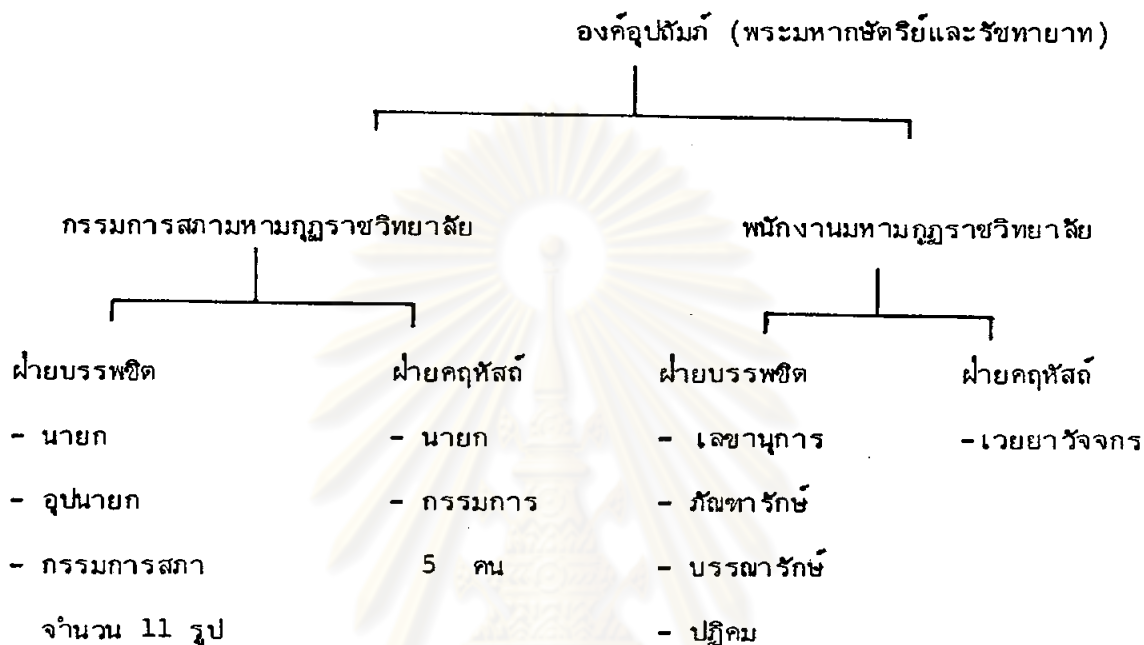 องค์อุปถัมภ์ (พระมหากษัตริย์และรัชทายาท)
กรรมการสภามหามกุฏราชวิทยาลัย
พนักงานมหามกุฏราชวิทยาลัย
ฝ่ายบรรพชิต
- นายก
- อุปนายก
- กรรมการสภา
จำนวน 11 รูป
ฝ่ายคฤหัสถ์
- นายก
- กรรมการ
5 คน
ฝ่ายบรรพชิต
- เลขานุการ
- ภัณฑารักษ์
- บรรณารักษ์
- ปฏิคม
ฝ่ายคฤหัสถ์
-เวยยาวัจจกร